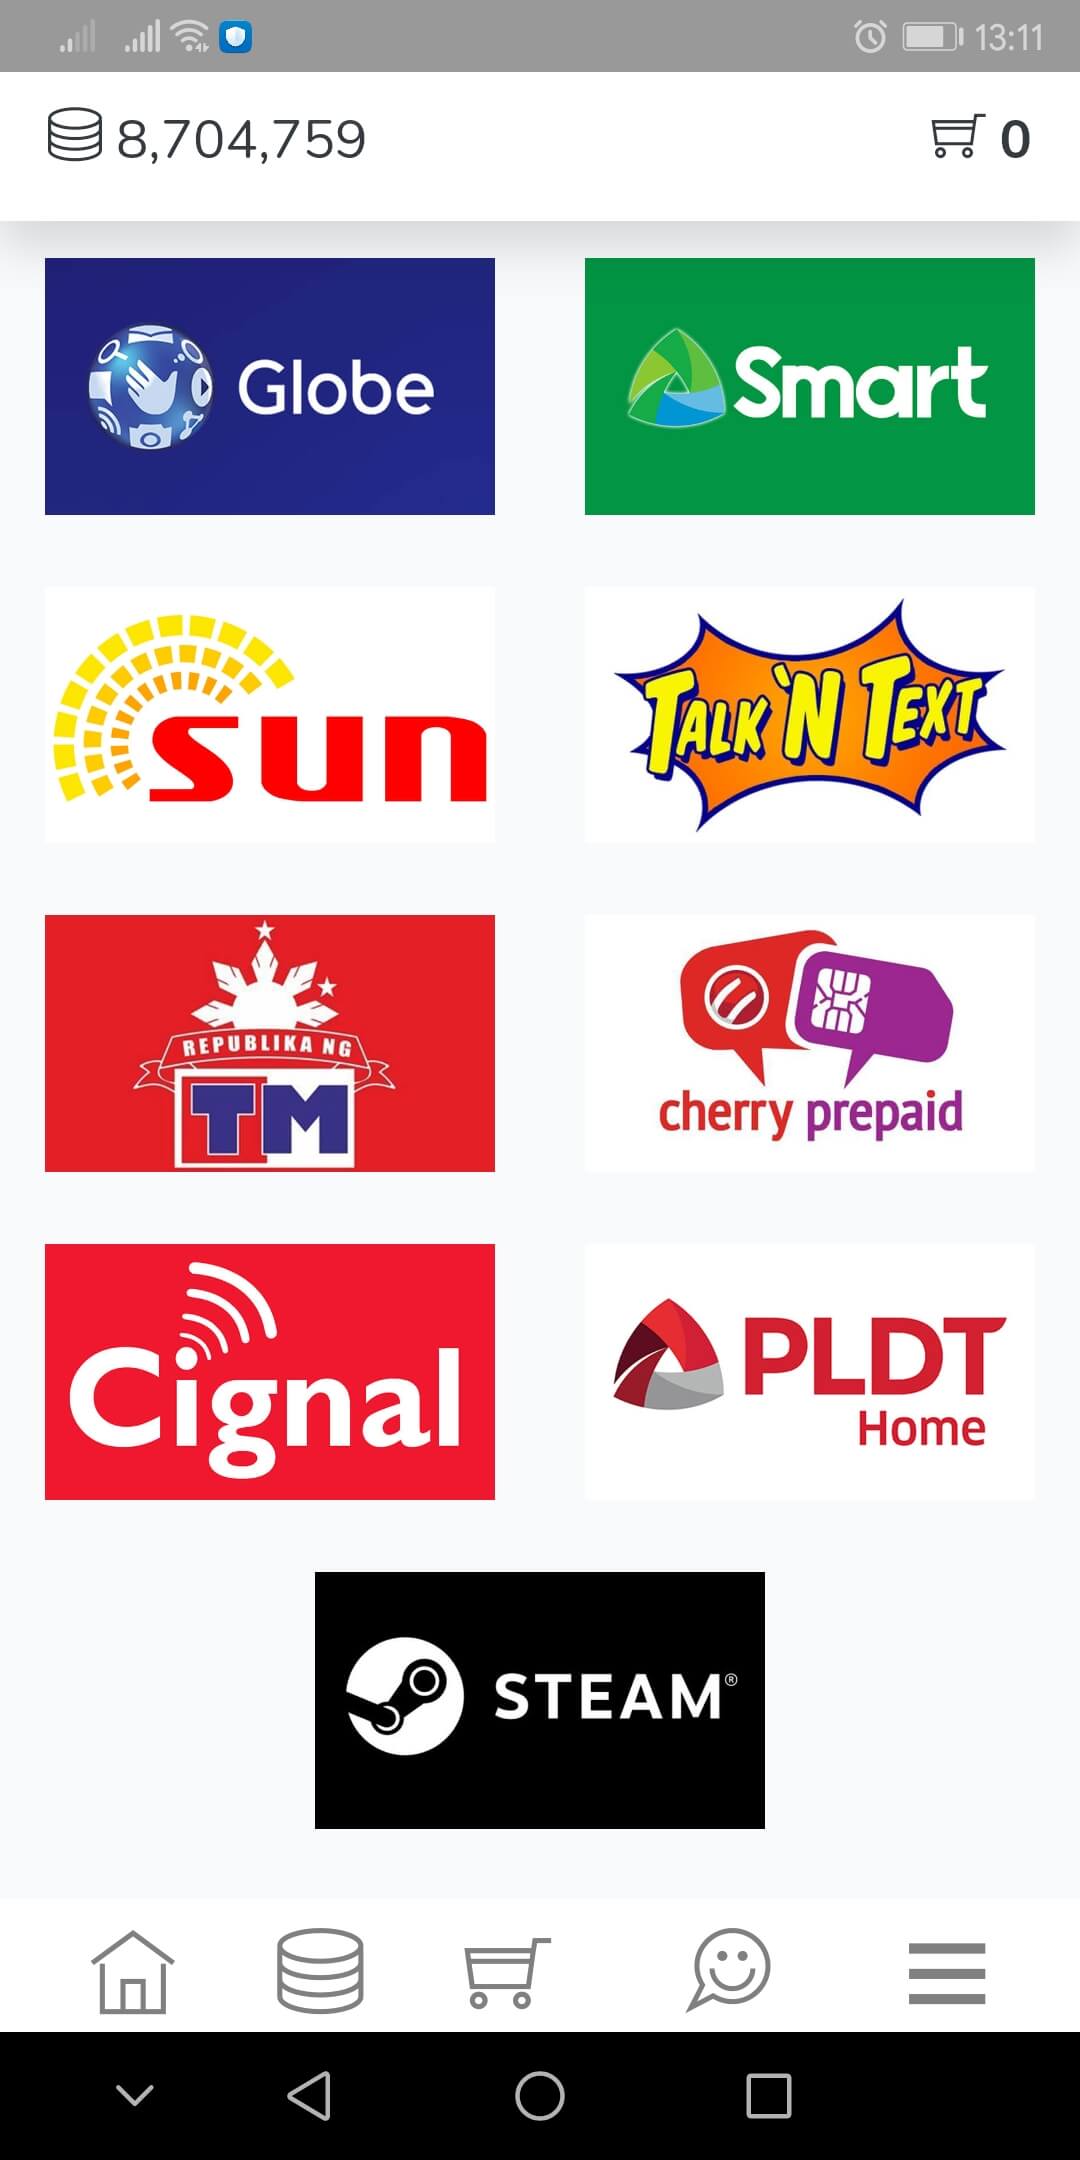 13:11
8,704,759
0
Globe
Smart
sun
TALK 'N TEXT
REPUBLIKA NG
TM
cherry prepaid
Cignal
PLDT
Home
STEAM®